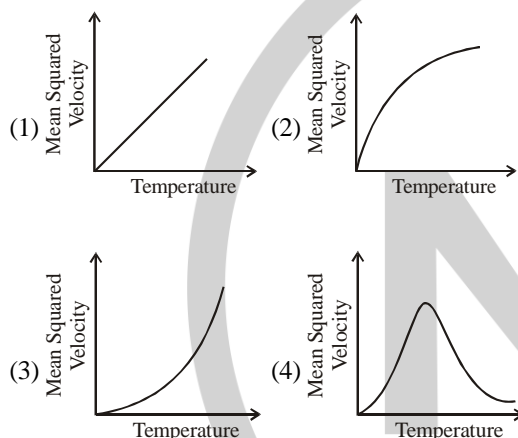 (1)
Mean Squared
Velocity
Temperature
(2)
Mean Squared
Velocity
Temperature
(3)
Mean Squared
Velocity
Temperature
(4)
Mean Squared
Velocity
Temperature